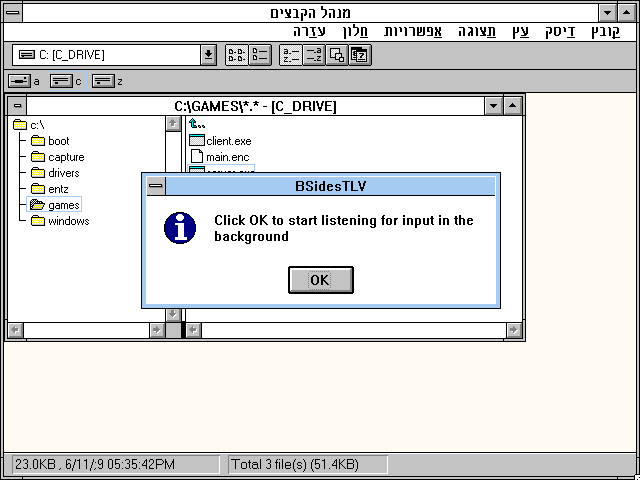 מנהל הקבצים
קובץ דיסק עץ תצוגה אפשרויות חלון עזרה
C: [C_DRIVE]
a c z
C:\GAMES\*.* - [C_DRIVE]
c:\
boot
capture
drivers
entz
games
windows
client.exe
main.enc
BSidesTLV
Click OK to start listening for input in the
background
OK
23.0KB , 6/11/;9 05:35:42PM
Total 3 file(s) (51.4KB)